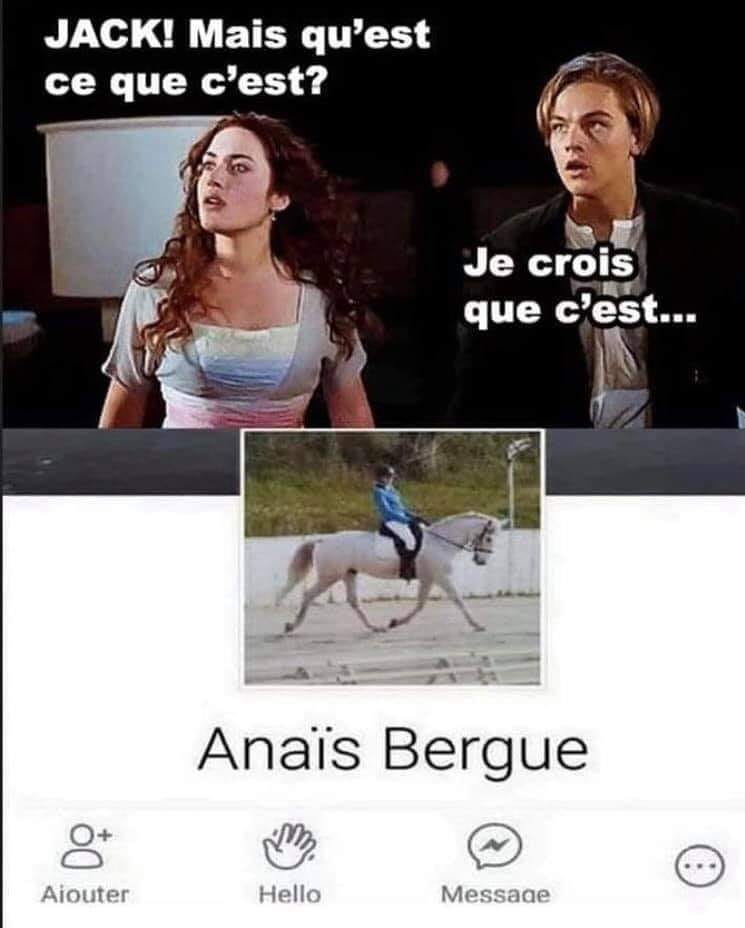 JACK! Mais qu'est
ce que c'est?
Je crois
que c'est...
Anaïs Bergue
Ajouter
Hello
Message